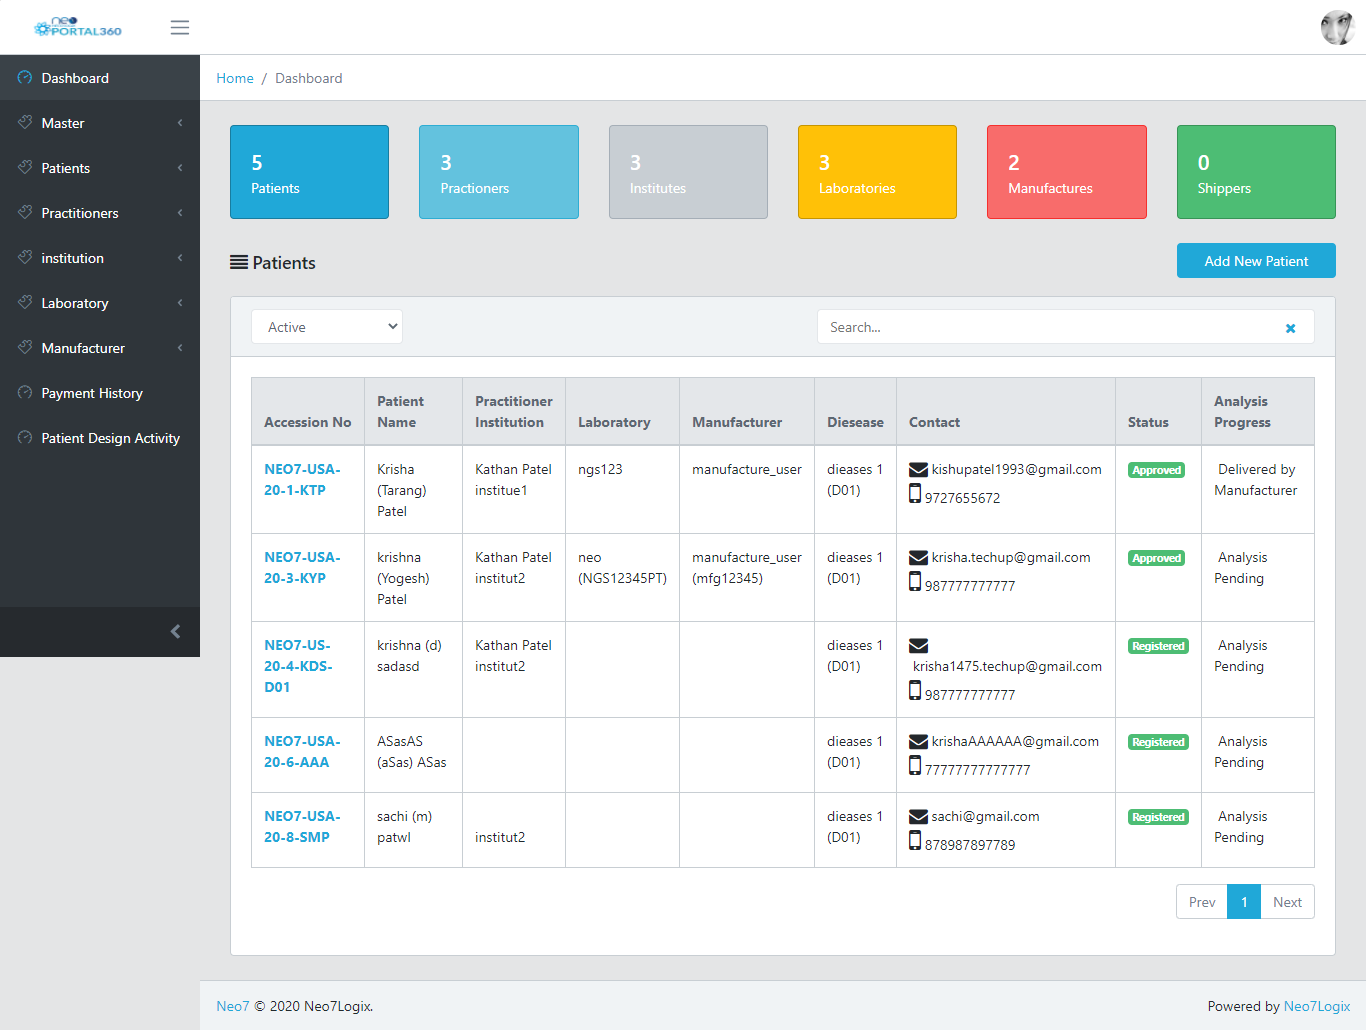 neo
PORTAL360
Dashboard
Master
Patients
Practitioners
institution
Laboratory
Manufacturer
Payment History
Patient Design Activity
Home / Dashboard
5
Patients
3
Practioners
3
Institutes
3
Laboratories
2
Manufactures
0
Shippers
Patients
Add New Patient
Active
Search...
Accession No
Patient
Name
Practitioner
Institution
Laboratory
Manufacturer
Diesease
Contact
Status
Analysis
Progress
NEO7-USA-
20-1-KTP
Krisha
(Tarang)
Patel
Kathan Patel
institue1
ngs123
manufacture_user
dieases 1
(D01)
kishupatel1993@gmail.com
9727655672
Approved
Delivered by
Manufacturer
NEO7-USA-
20-3-KYP
krishna
(Yogesh)
Patel
Kathan Patel
institut2
neo
(NGS12345PT)
manufacture_user
(mfg12345)
dieases 1
(D01)
krisha.techup@gmail.com
987777777777
Approved
Analysis
Pending
NEO7-US-
20-4-KDS-
D01
krishna (d)
sadasd
Kathan Patel
institut2
dieases 1
(D01)
krisha1475.techup@gmail.com
987777777777
Registered
Analysis
Pending
NEO7-USA-
20-6-AAA
ASasAS
(aSas) ASas
dieases 1
(D01)
krishaAAAAAA@gmail.com
77777777777777
Registered
Analysis
Pending
NEO7-USA-
20-8-SMP
sachi (m)
patwl
institut2
dieases 1
(D01)
sachi@gmail.com
878987897789
Registered
Analysis
Pending
Prev 1 Next
Neo7 © 2020 Neo7Logix.
Powered by Neo7Logix